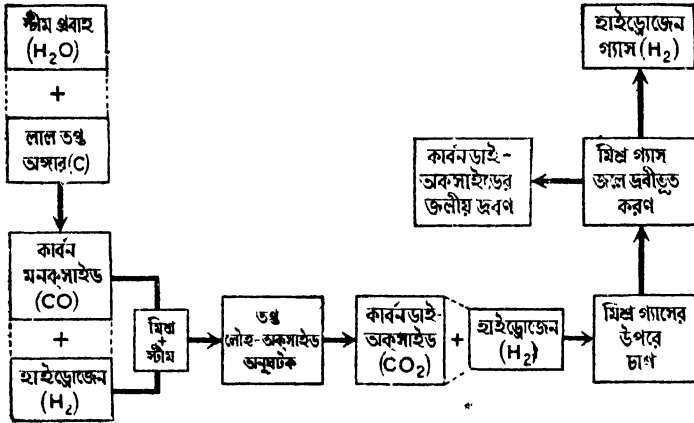 স্টীম প্রবাহ
(H₂O)
+
লাল তপ্ত
অঙ্গার(C)
কার্বন
মনক্সাইড
(CO)
+
হাইড্রোজেন
(H₂)
মিশ্র
+
স্টীম
তপ্ত
লৌহ-অক্সাইড
অনুঘটক
কার্বনডাই-
অক্সাইড
(CO₂)
+
হাইড্রোজেন
(H₂)
মিশ্র গ্যাসের
উপরে
চাপ
মিশ্র গ্যাস
জলে দ্রবীভূত
করণ
কার্বনডাই-
অকসাইডের
জলীয় দ্রবণ
হাইড্রোজেন
গ্যাস(H₂)